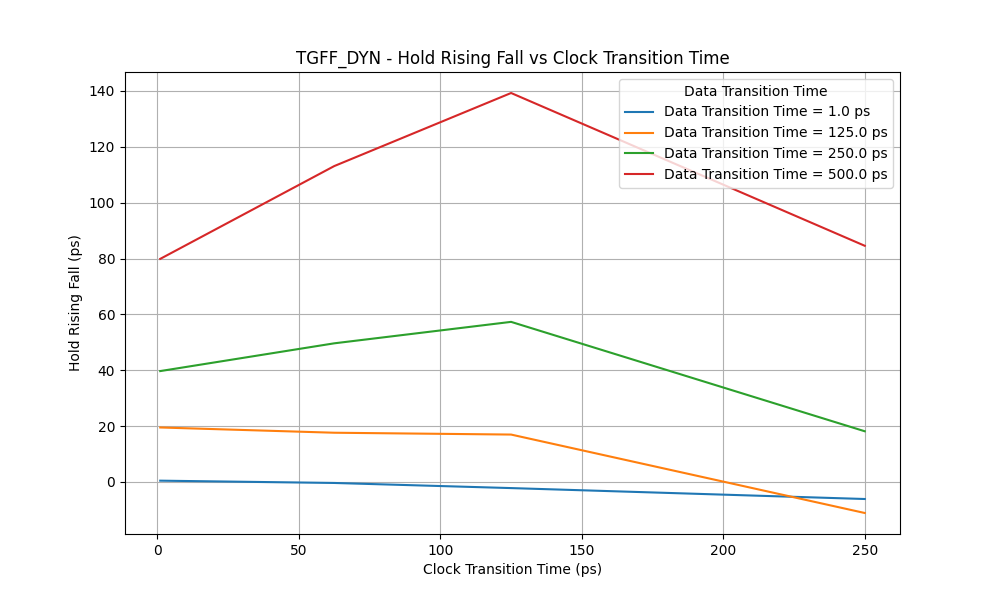 TGFF_DYN - Hold Rising Fall vs Clock Transition Time
Data Transition Time
Data Transition Time = 1.0 ps
Data Transition Time = 125.0 ps
Data Transition Time = 250.0 ps
Data Transition Time = 500.0 ps
Hold Rising Fall (ps)
140
120
100
80
60
40
20
0
0 50 100 150 200 250
Clock Transition Time (ps)